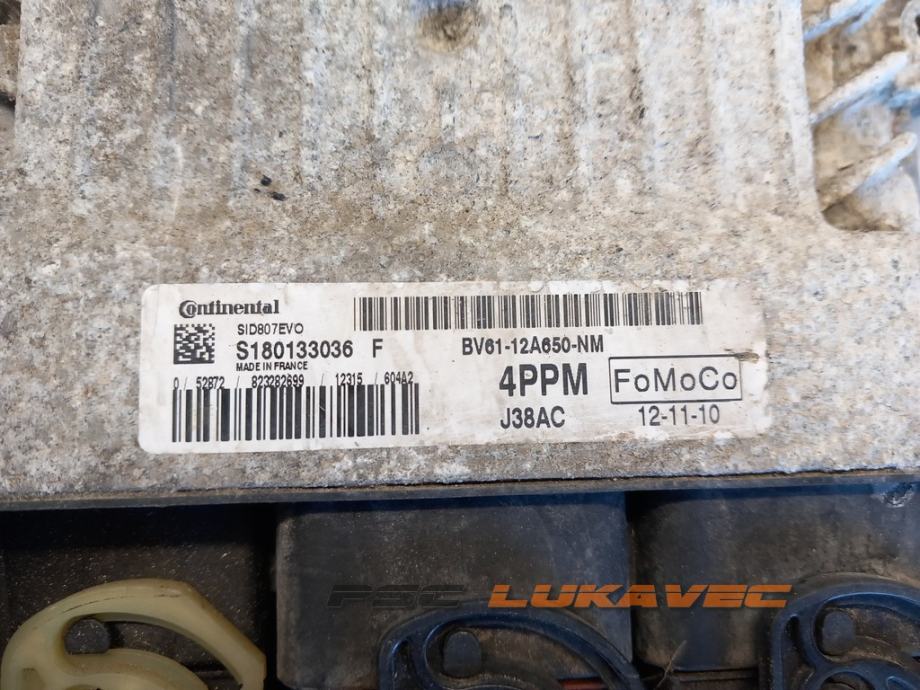 Continental
SID807EVO
S180133036 F
MADE IN FRANCE
0 / 52872 / 823282699 / 12315 / 604A2
BV61-12A650-NM
4PPM
FoMoCo
J38AC
12-11-10
PSC LUKAVEC